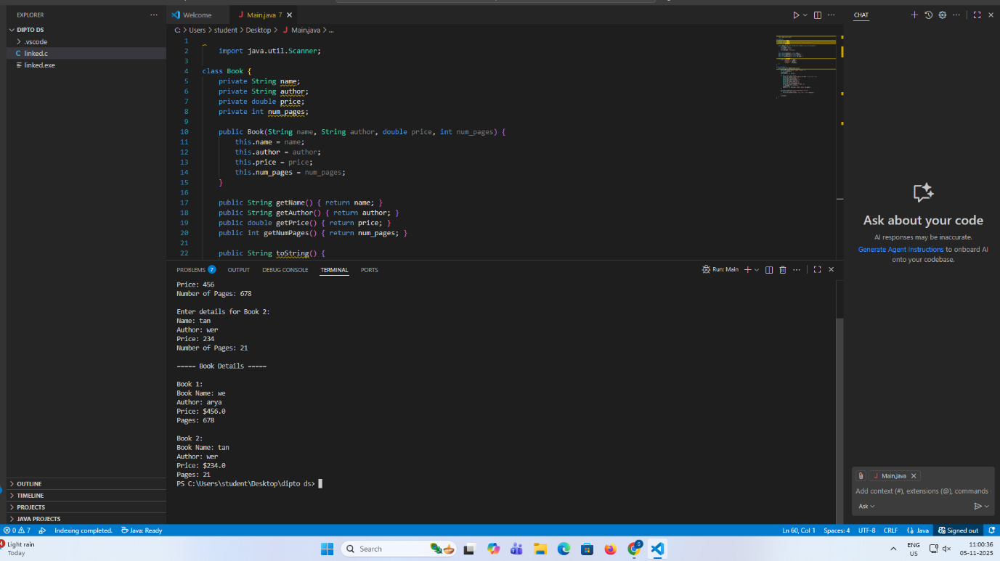 EXPLORER
DIPTO DS
.vscode
C linked.c
linked.exe
OUTLINE
TIMELINE
PROJECTS
JAVA PROJECTS
Welcome
J Main.java 7
C: > Users > student > Desktop > J Main.java > ...
1
2 import java.util.Scanner;
3
4 class Book {
5 private String name;
6 private String author;
7 private double price;
8 private int num_pages;
9
10 public Book(String name, String author, double price, int num_pages) {
11 this.name = name;
12 this.author = author;
13 this.price = price;
14 this.num_pages = num_pages;
15 }
16
17 public String getName() { return name; }
18 public String getAuthor() { return author; }
19 public double getPrice() { return price; }
20 public int getNumPages() { return num_pages; }
21
22 public String toString() {
PROBLEMS 7 OUTPUT DEBUG CONSOLE TERMINAL PORTS
Run: Main
Price: 456
Number of Pages: 678
Enter details for Book 2:
Name: tan
Author: wer
Price: 234
Number of Pages: 21
===== Book Details =====
Book 1:
Book Name: we
Author: arya
Price: $456.0
Pages: 678
Book 2:
Book Name: tan
Author: wer
Price: $234.0
Pages: 21
PS C:\Users\student\Desktop\dipto ds>
CHAT
Ask about your code
AI responses may be inaccurate.
Generate Agent Instructions to onboard AI
onto your codebase.
J Main.java
Add context (#), extensions (@), commands
Ask
0 7 Indexing completed. Java: Ready
Ln 60, Col 1 Spaces: 4 UTF-8 CRLF Java Signed out
4
Light rain
Today
Search
S
ENG
US
11:00:36
05-11-2025